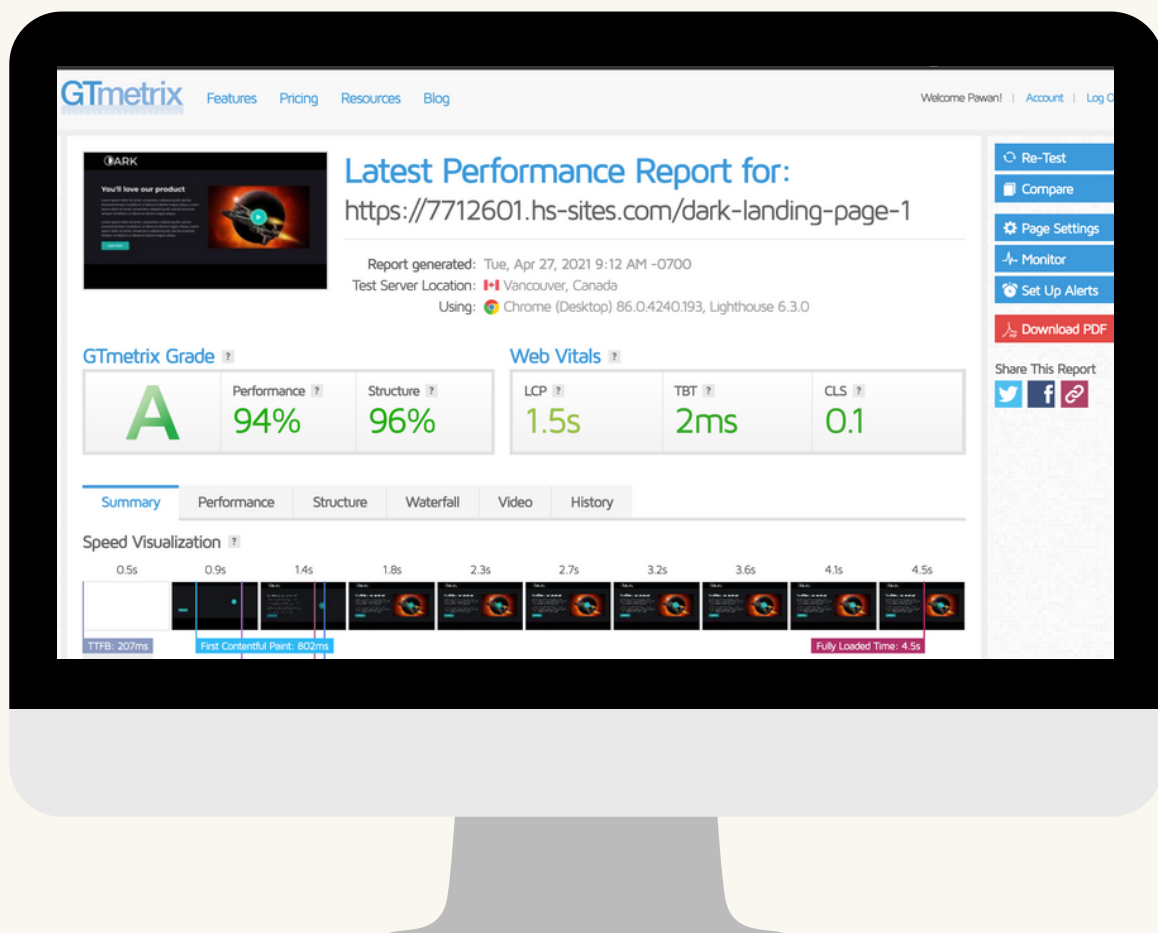 GTmetrix Features Pricing Resources Blog Welcome Pawan! | Account | Log O
DARK
You'll love our product
Latest Performance Report for:
https://7712601.hs-sites.com/dark-landing-page-1
Report generated: Tue, Apr 27, 2021 9:12 AM -0700
Test Server Location: Vancouver, Canada
Using: Chrome (Desktop) 86.0.4240.193, Lighthouse 6.3.0
Re-Test
Compare
Page Settings
Monitor
Set Up Alerts
Download PDF
Share This Report
GTmetrix Grade ?
Web Vitals ?
A
Performance ?
94%
Structure ?
96%
LCP ?
1.5s
TBT ?
2ms
CLS ?
0.1
Summary Performance Structure Waterfall Video History
Speed Visualization ?
0.5s 0.9s 1.4s 1.8s 2.3s 2.7s 3.2s 3.6s 4.1s 4.5s
TTFB: 207ms First Contentful Paint: 802ms Fully Loaded Time: 4.5s